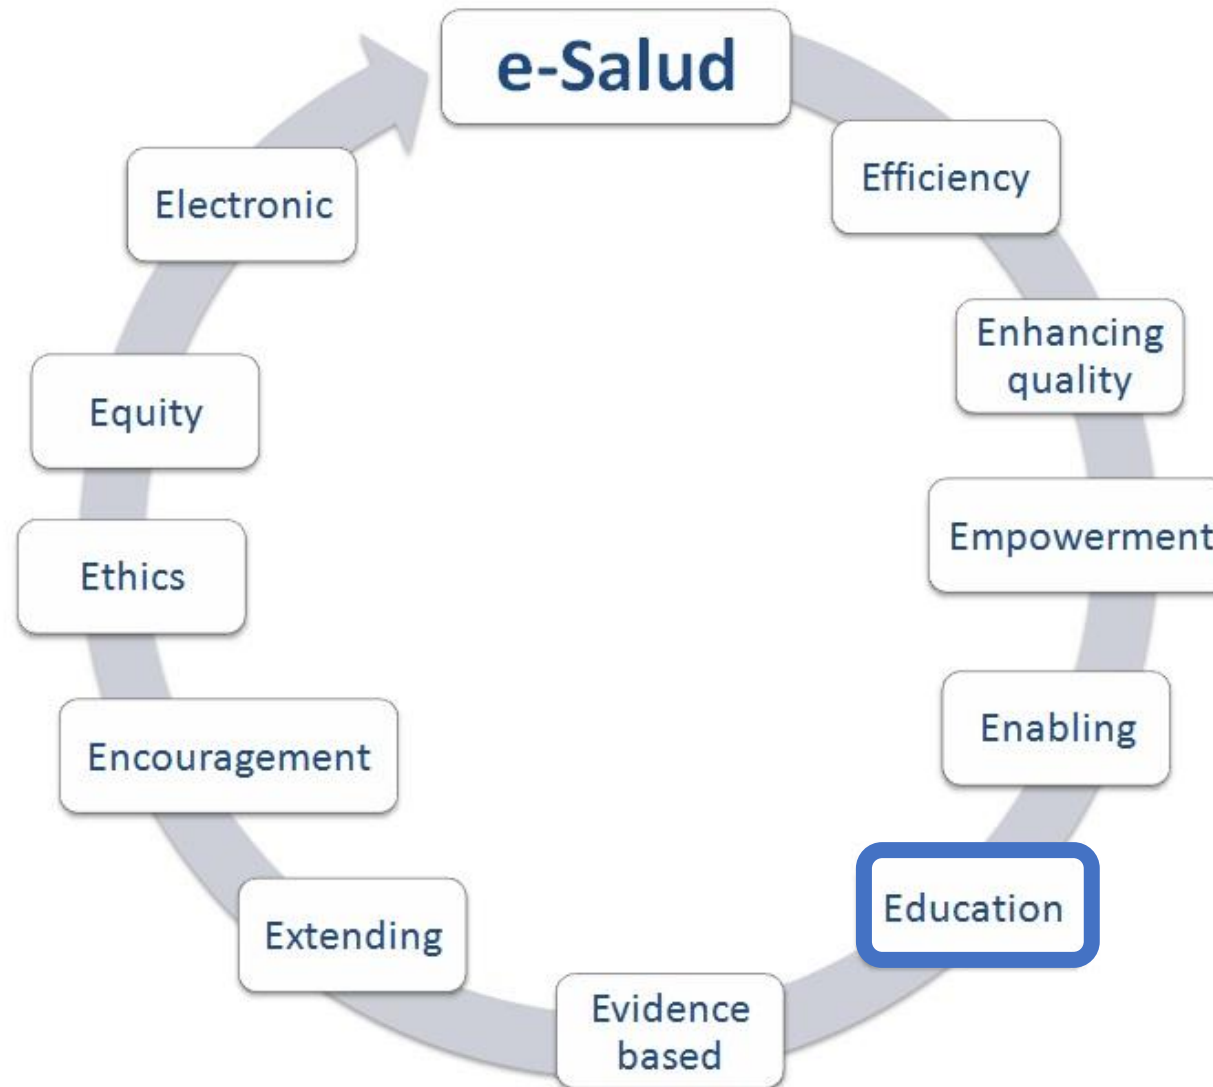 e-Salud
Efficiency
Enhancing
quality
Empowerment
Enabling
Education
Evidence
based
Extending
Encouragement
Ethics
Equity
Electronic